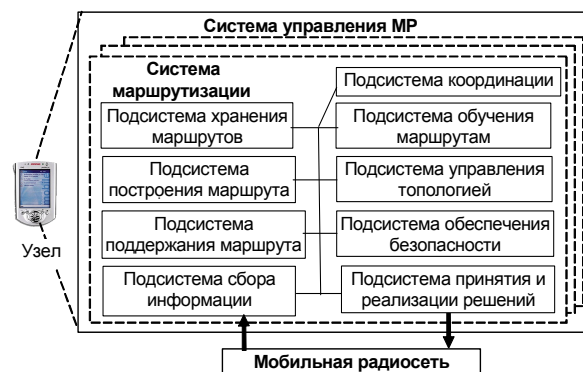 Система управления МР
Система
маршрутизации
Подсистема координации
Подсистема хранения
маршрутов
Подсистема обучения
маршрутам
Подсистема
построения маршрута
Подсистема управления
топологией
Подсистема
поддержания маршрута
Подсистема обеспечения
безопасности
Подсистема сбора
информации
Подсистема принятия и
реализации решений
Узел
Мобильная радиосеть